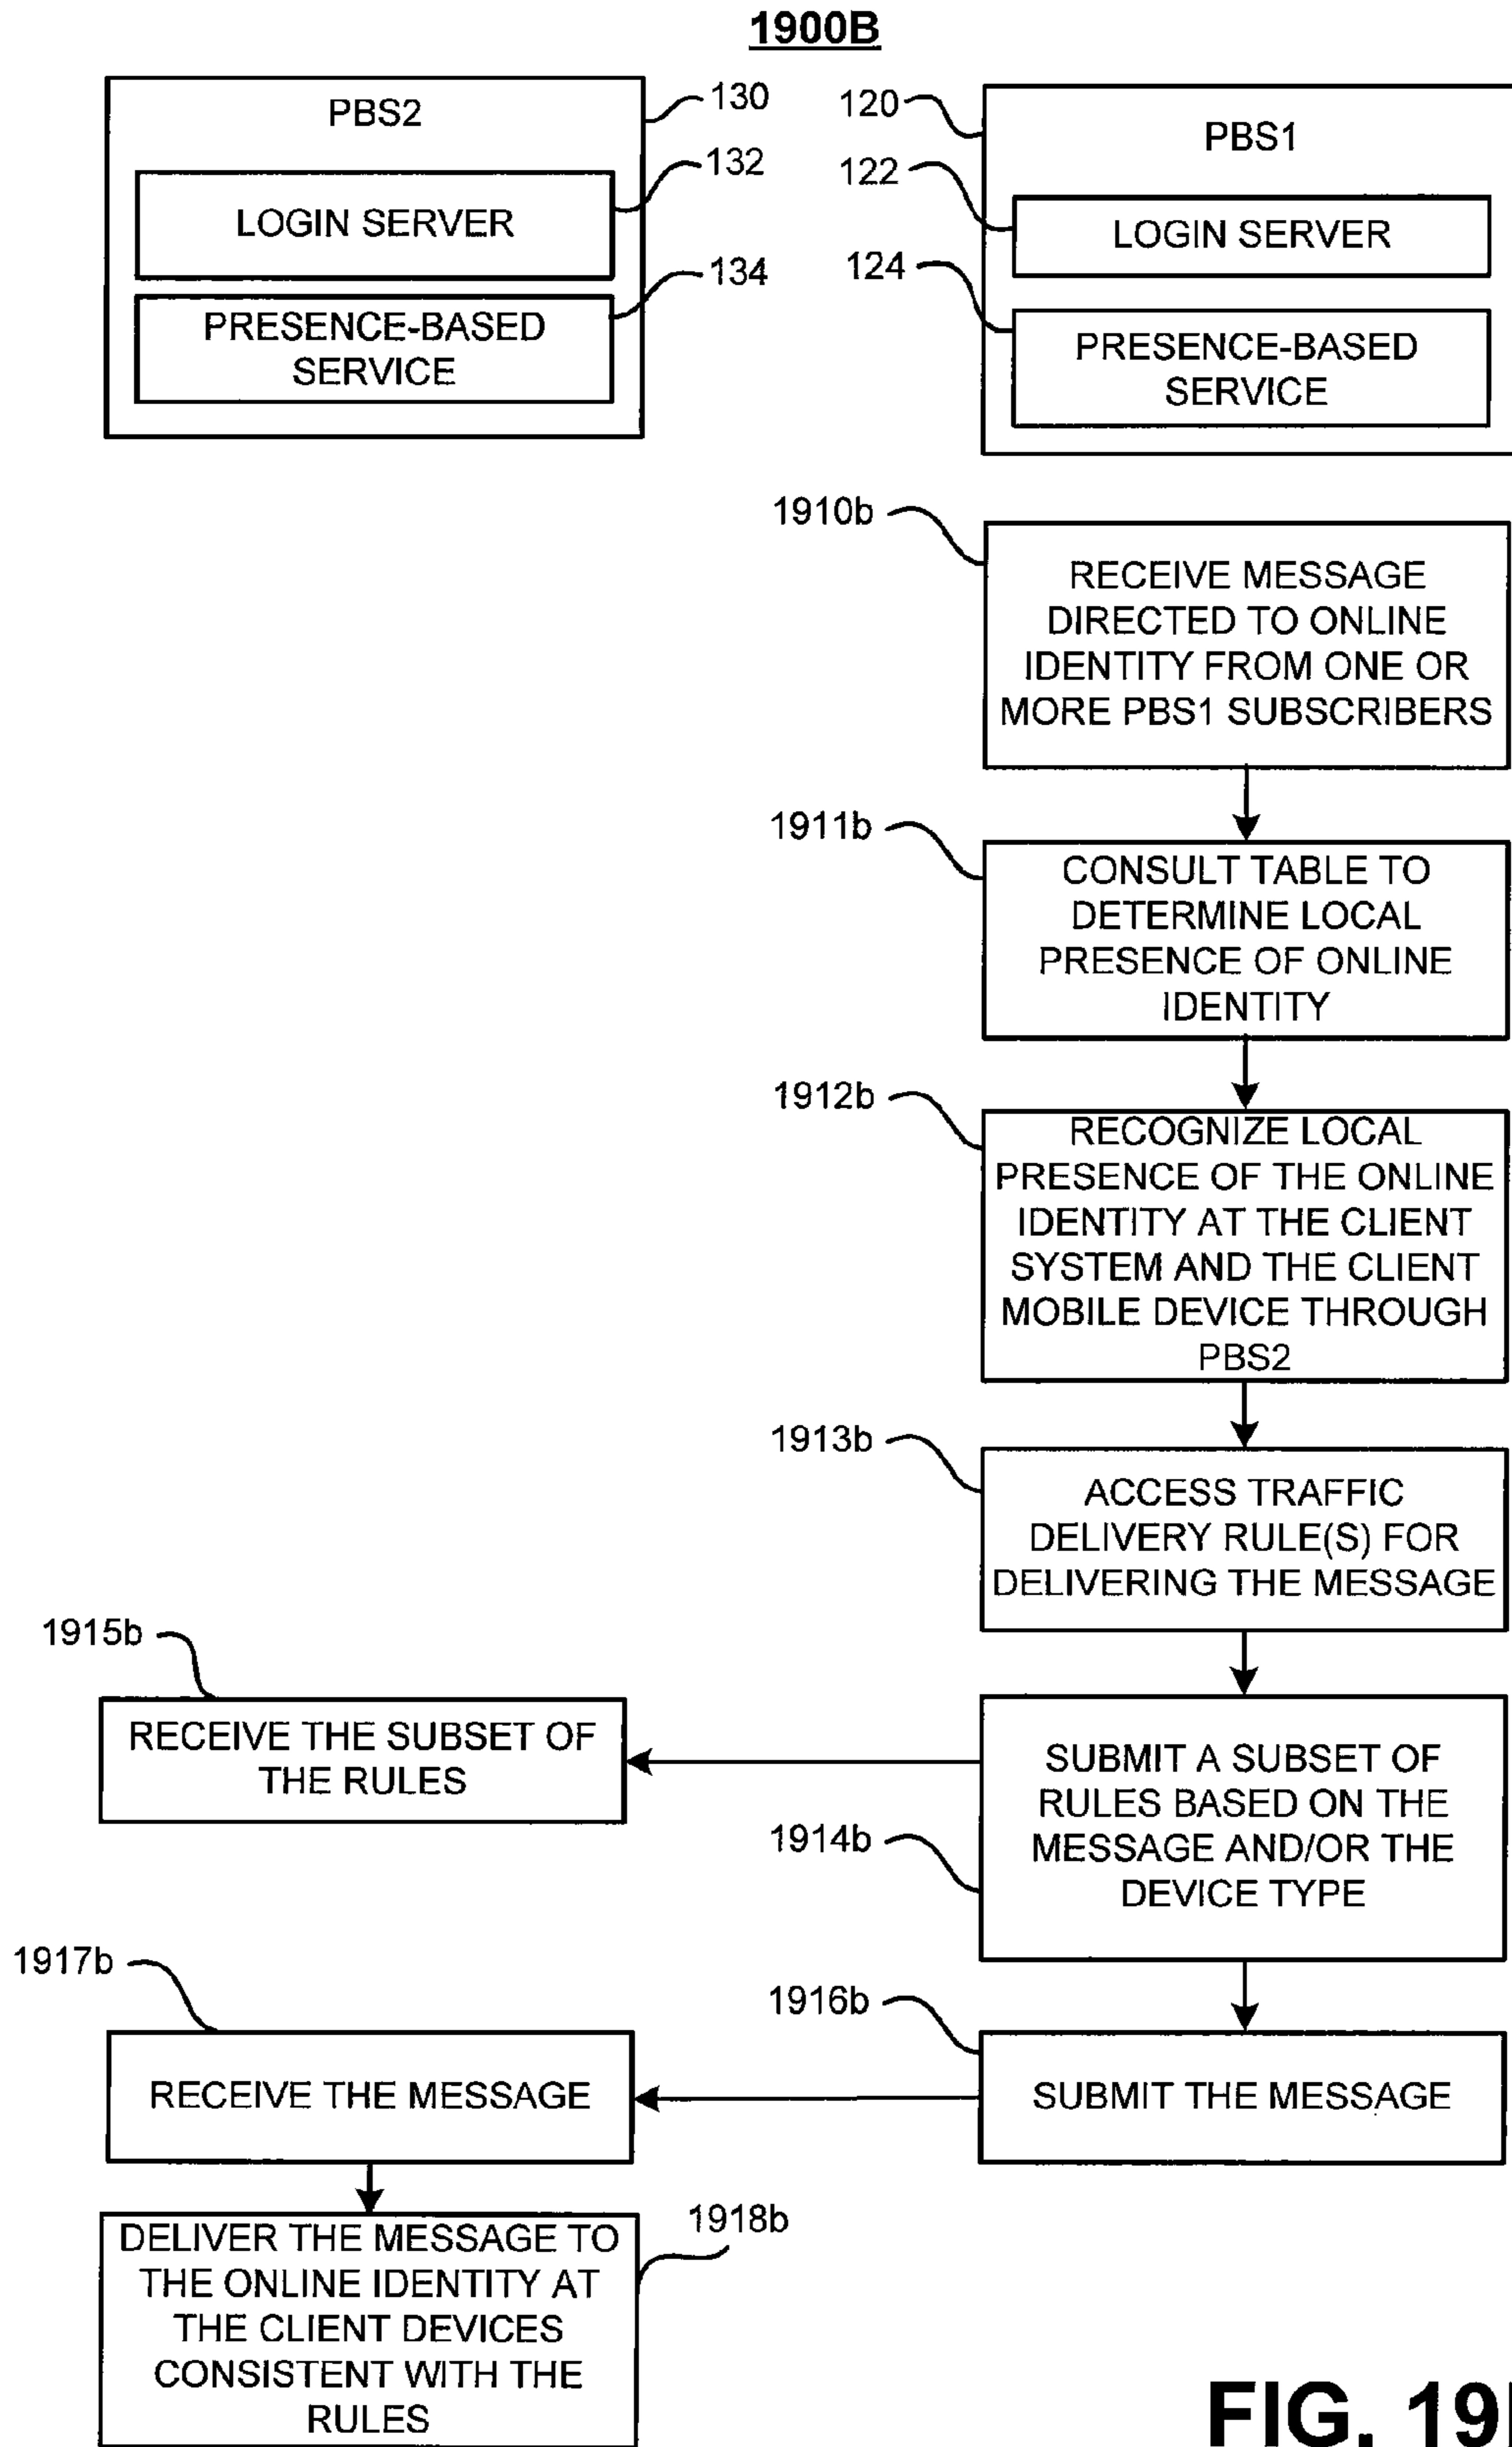 1900B
PBS2
130
LOGIN SERVER
132
PRESENCE-BASED
SERVICE
134
120
PBS1
122
LOGIN SERVER
124
PRESENCE-BASED
SERVICE
1910b
RECEIVE MESSAGE
DIRECTED TO ONLINE
IDENTITY FROM ONE OR
MORE PBS1 SUBSCRIBERS
1911b
CONSULT TABLE TO
DETERMINE LOCAL
PRESENCE OF ONLINE
IDENTITY
1912b
RECOGNIZE LOCAL
PRESENCE OF THE ONLINE
IDENTITY AT THE CLIENT
SYSTEM AND THE CLIENT
MOBILE DEVICE THROUGH
PBS2
1913b
ACCESS TRAFFIC
DELIVERY RULE(S) FOR
DELIVERING THE MESSAGE
1915b
RECEIVE THE SUBSET OF
THE RULES
1914b
SUBMIT A SUBSET OF
RULES BASED ON THE
MESSAGE AND/OR THE
DEVICE TYPE
1917b
RECEIVE THE MESSAGE
1916b
SUBMIT THE MESSAGE
1918b
DELIVER THE MESSAGE TO
THE ONLINE IDENTITY AT
THE CLIENT DEVICES
CONSISTENT WITH THE
RULES
FIG. 19